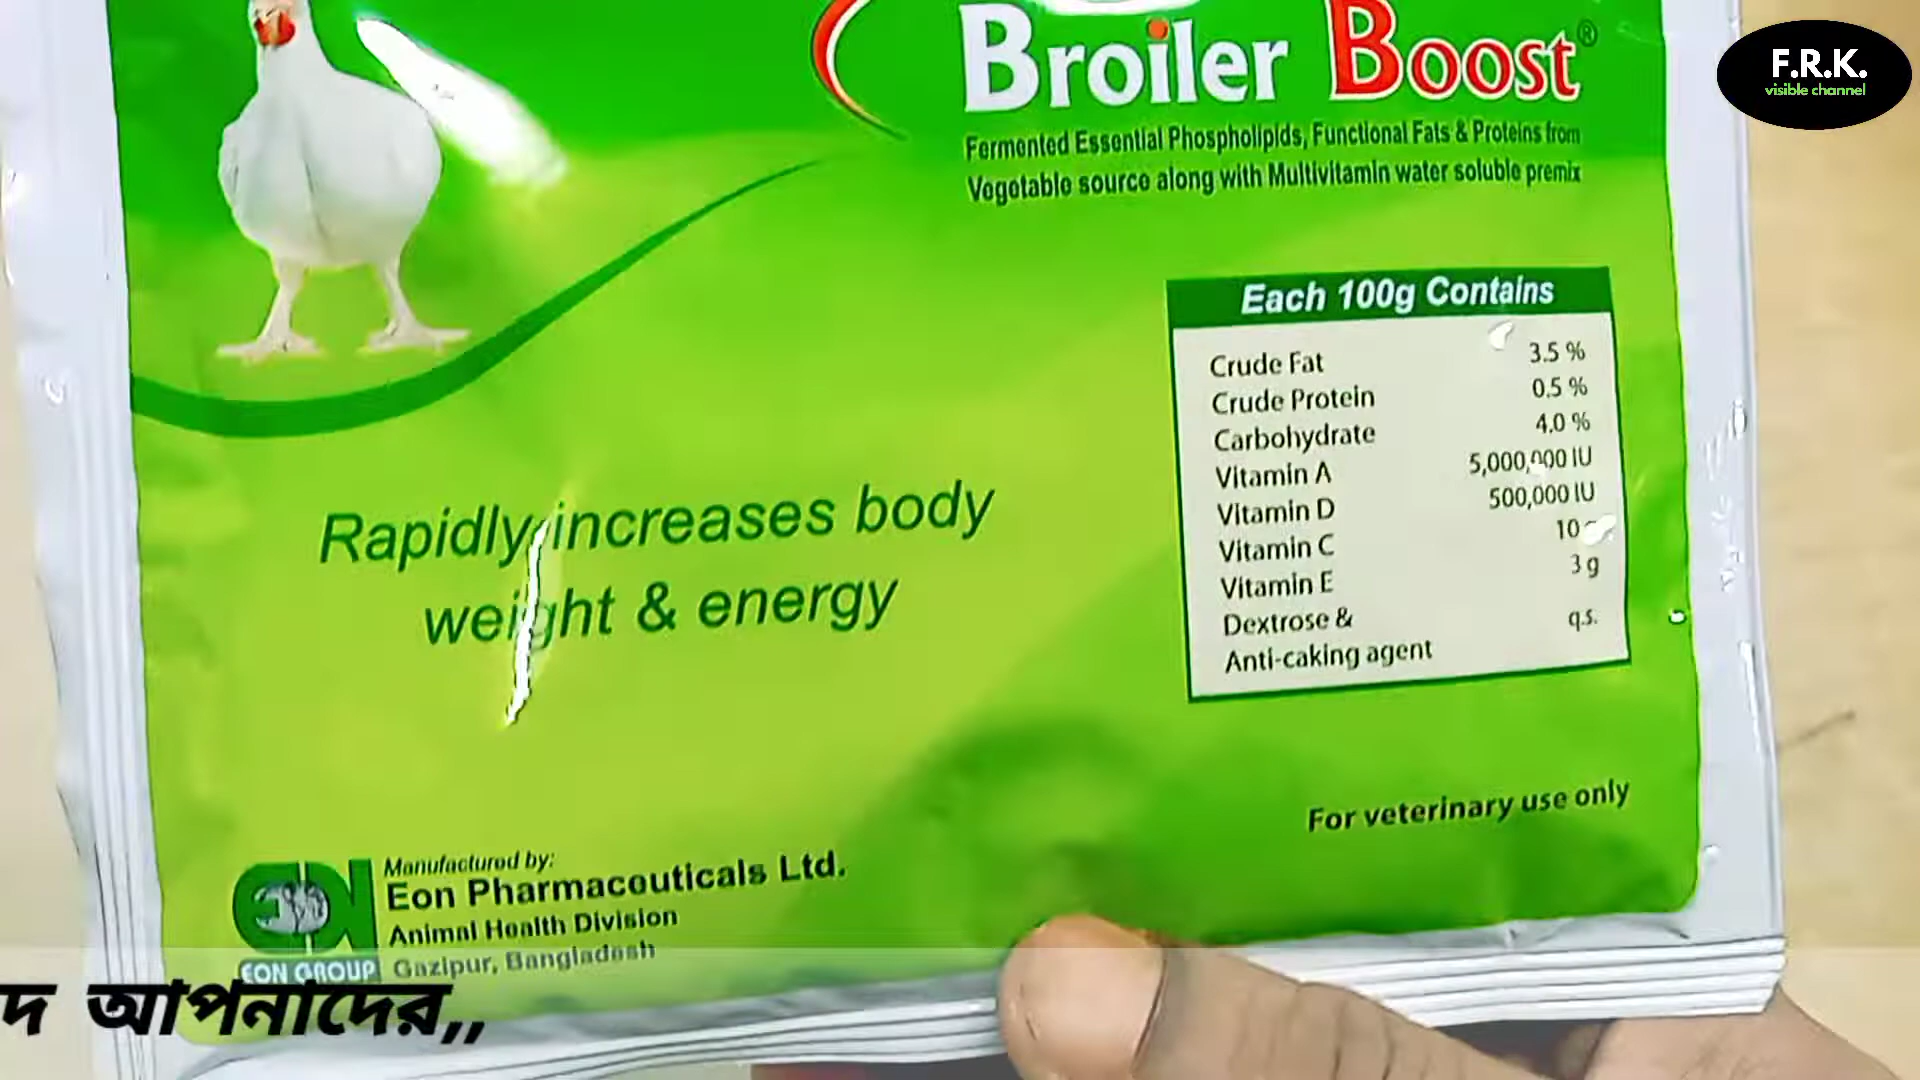 Broiler Boost®
Fermented Essential Phospholipids, Functional Fats & Proteins from
Vegetable source along with Multivitamin water soluble premix
F.R.K.
visible channel
Each 100g Contains
Crude Fat 3.5 %
Crude Protein 0.5 %
Carbohydrate 4.0 %
Vitamin A 5,000,000 IU
Vitamin D 500,000 IU
Vitamin C 10
Vitamin E 3 g
Dextrose & q.s.
Anti-caking agent
Rapidly increases body
weight & energy
For veterinary use only
Manufactured by:
Eon Pharmaceuticals Ltd.
Animal Health Division
Gazipur, Bangladesh
EON
EON GROUP
দ আপনাদের,,